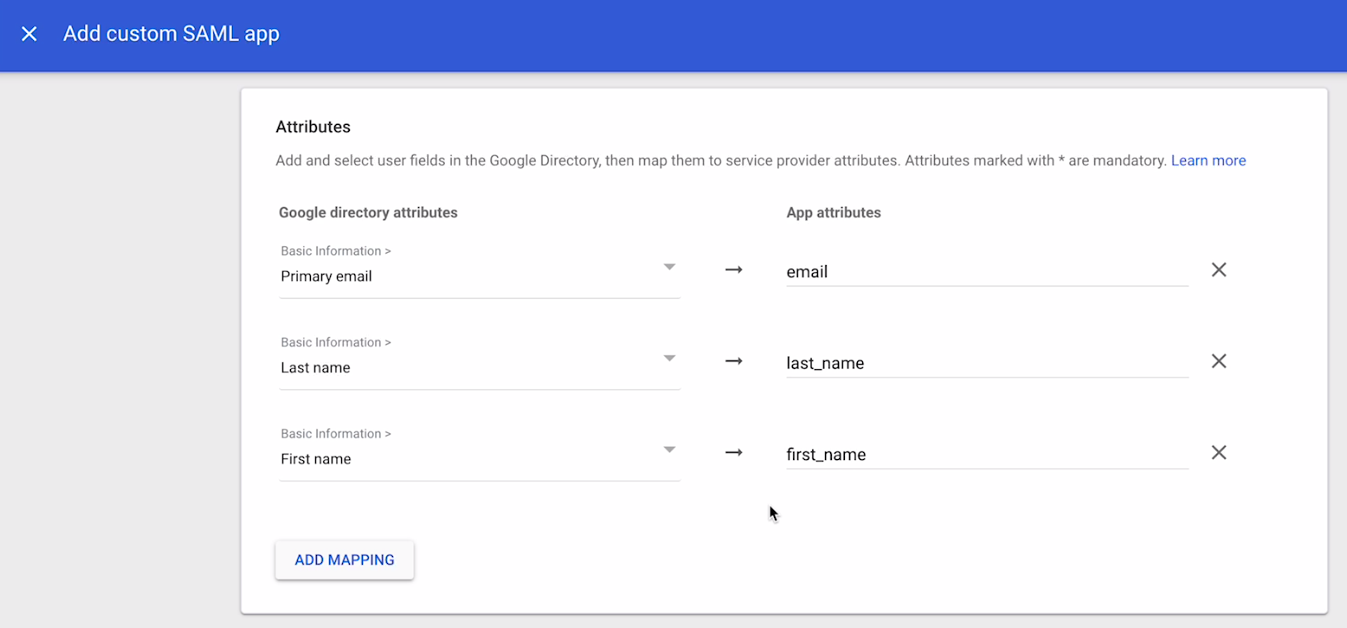 Add custom SAML app
Attributes
Add and select user fields in the Google Directory, then map them to service provider attributes. Attributes marked with * are mandatory. Learn more
Google directory attributes
App attributes
Basic Information >
Primary email
email
Basic Information >
Last name
last_name
Basic Information >
First name
first_name
ADD MAPPING